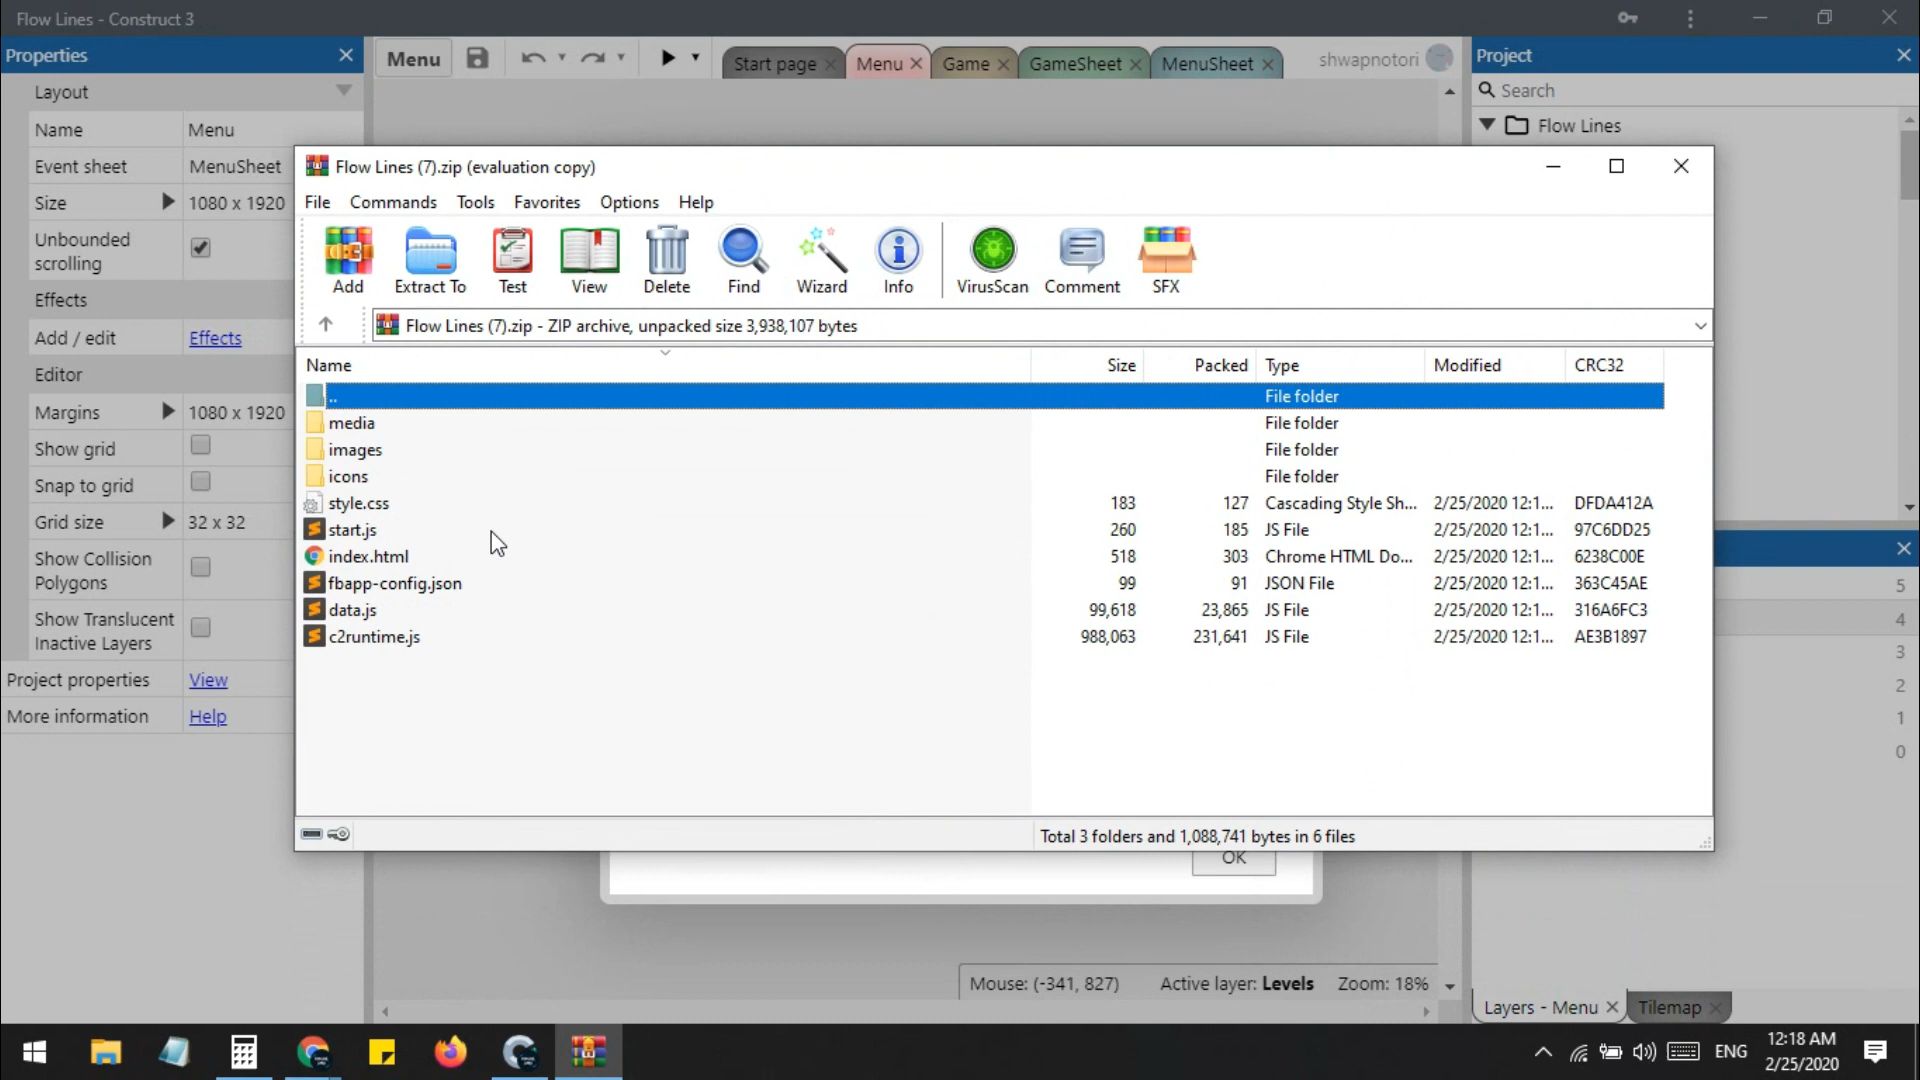 Flow Lines - Construct 3
Properties
Menu
Start page
Menu
Game
GameSheet
MenuSheet
shwapnotori
Project
Layout
Search
Name Menu
Flow Lines
Event sheet MenuSheet
Size 1080 x 1920
Unbounded
scrolling
Effects
Add / edit Effects
Editor
Margins 1080 x 1920
Show grid
Snap to grid
Grid size 32 x 32
Show Collision
Polygons
Show Translucent
Inactive Layers
Project properties View
More information Help
Flow Lines (7).zip (evaluation copy)
File Commands Tools Favorites Options Help
Add Extract To Test View Delete Find Wizard Info VirusScan Comment SFX
Flow Lines (7).zip - ZIP archive, unpacked size 3,938,107 bytes
Name Size Packed Type Modified CRC32
.. File folder
media File folder
images File folder
icons File folder
style.css 183 127 Cascading Style Sh... 2/25/2020 12:1... DFDA412A
start.js 260 185 JS File 2/25/2020 12:1... 97C6DD25
index.html 518 303 Chrome HTML Do... 2/25/2020 12:1... 6238C00E
fbapp-config.json 99 91 JSON File 2/25/2020 12:1... 363C45AE
data.js 99,618 23,865 JS File 2/25/2020 12:1... 316A6FC3
c2runtime.js 988,063 231,641 JS File 2/25/2020 12:1... AE3B1897
Total 3 folders and 1,088,741 bytes in 6 files
OK
5
4
3
2
1
0
Mouse: (-341, 827) Active layer: Levels Zoom: 18%
Layers - Menu
Tilemap
ENG
12:18 AM
2/25/2020